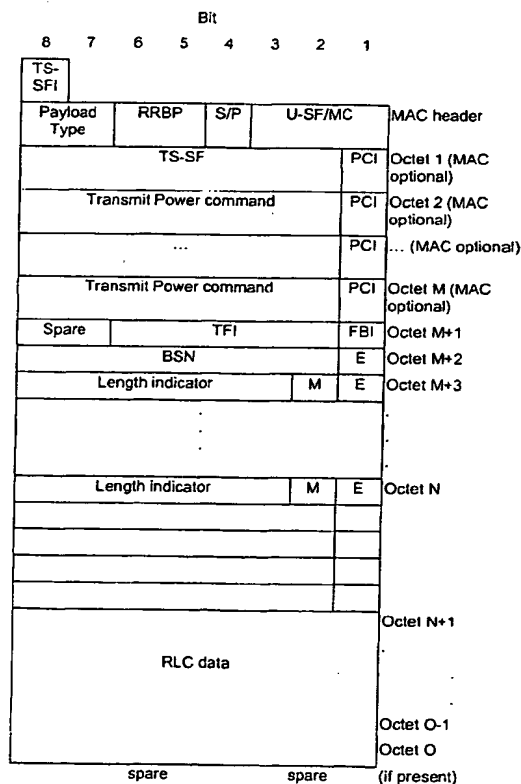 Bit
8 7 6 5 4 3 2 1
TS-
SFI
Payload RRBP S/P U-SF/MC MAC header
Type
TS-SF PCI Octet 1 (MAC
optional)
Transmit Power command PCI Octet 2 (MAC
optional)
... PCI ... (MAC optional)
Transmit Power command PCI Octet M (MAC
optional)
Spare TFI FBI Octet M+1
BSN E Octet M+2
Length indicator M E Octet M+3
Length indicator M E Octet N
Octet N+1
RLC data
Octet O-1
Octet O
spare spare (if present)